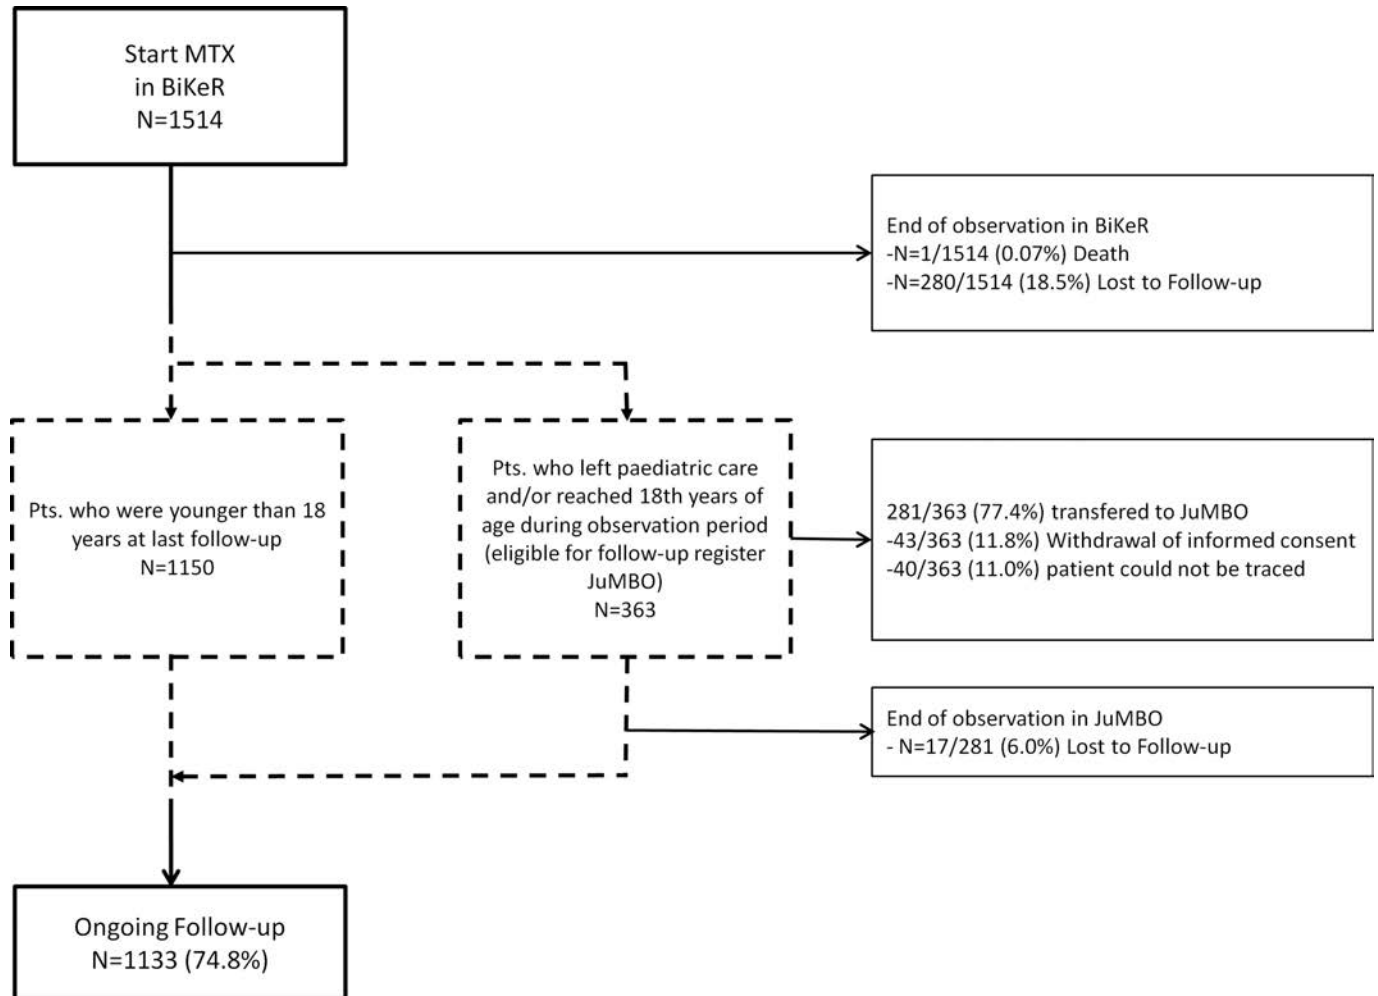 Start MTX
in BiKeR
N=1514
End of observation in BiKeR
-N=1/1514 (0.07%) Death
-N=280/1514 (18.5%) Lost to Follow-up
Pts. who were younger than 18
years at last follow-up
N=1150
Pts. who left paediatric care
and/or reached 18th years of
age during observation period
(eligible for follow-up register
JuMBO)
N=363
281/363 (77.4%) transfered to JuMBO
-43/363 (11.8%) Withdrawal of informed consent
-40/363 (11.0%) patient could not be traced
End of observation in JuMBO
- N=17/281 (6.0%) Lost to Follow-up
Ongoing Follow-up
N=1133 (74.8%)